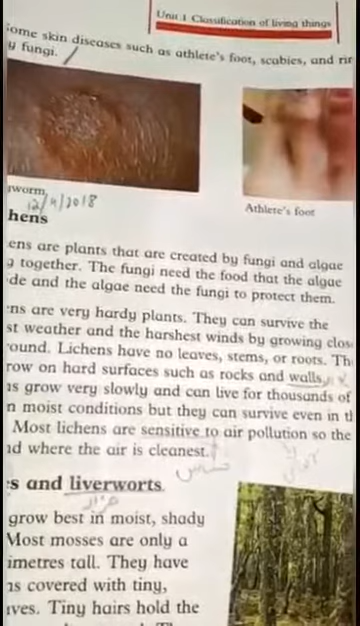 Unit 1 Classification of living things
ome skin diseases such as athlete's foot, scabies, and rin
y fungi.
worm
12/4/2018
Athlete's foot
hens
ens are plants that are created by fungi and algae
g together. The fungi need the food that the algae
de and the algae need the fungi to protect them.
ns are very hardy plants. They can survive the
st weather and the harshest winds by growing clos
ound. Lichens have no leaves, stems, or roots. Th
row on hard surfaces such as rocks and walls,
ns grow very slowly and can live for thousands of
n moist conditions but they can survive even in th
Most lichens are sensitive to air pollution so the
nd where the air is cleanest.
حساس
s and liverworts
grow best in moist, shady
Most mosses are only a
imetres tall. They have
ns covered with tiny,
ves. Tiny hairs hold the